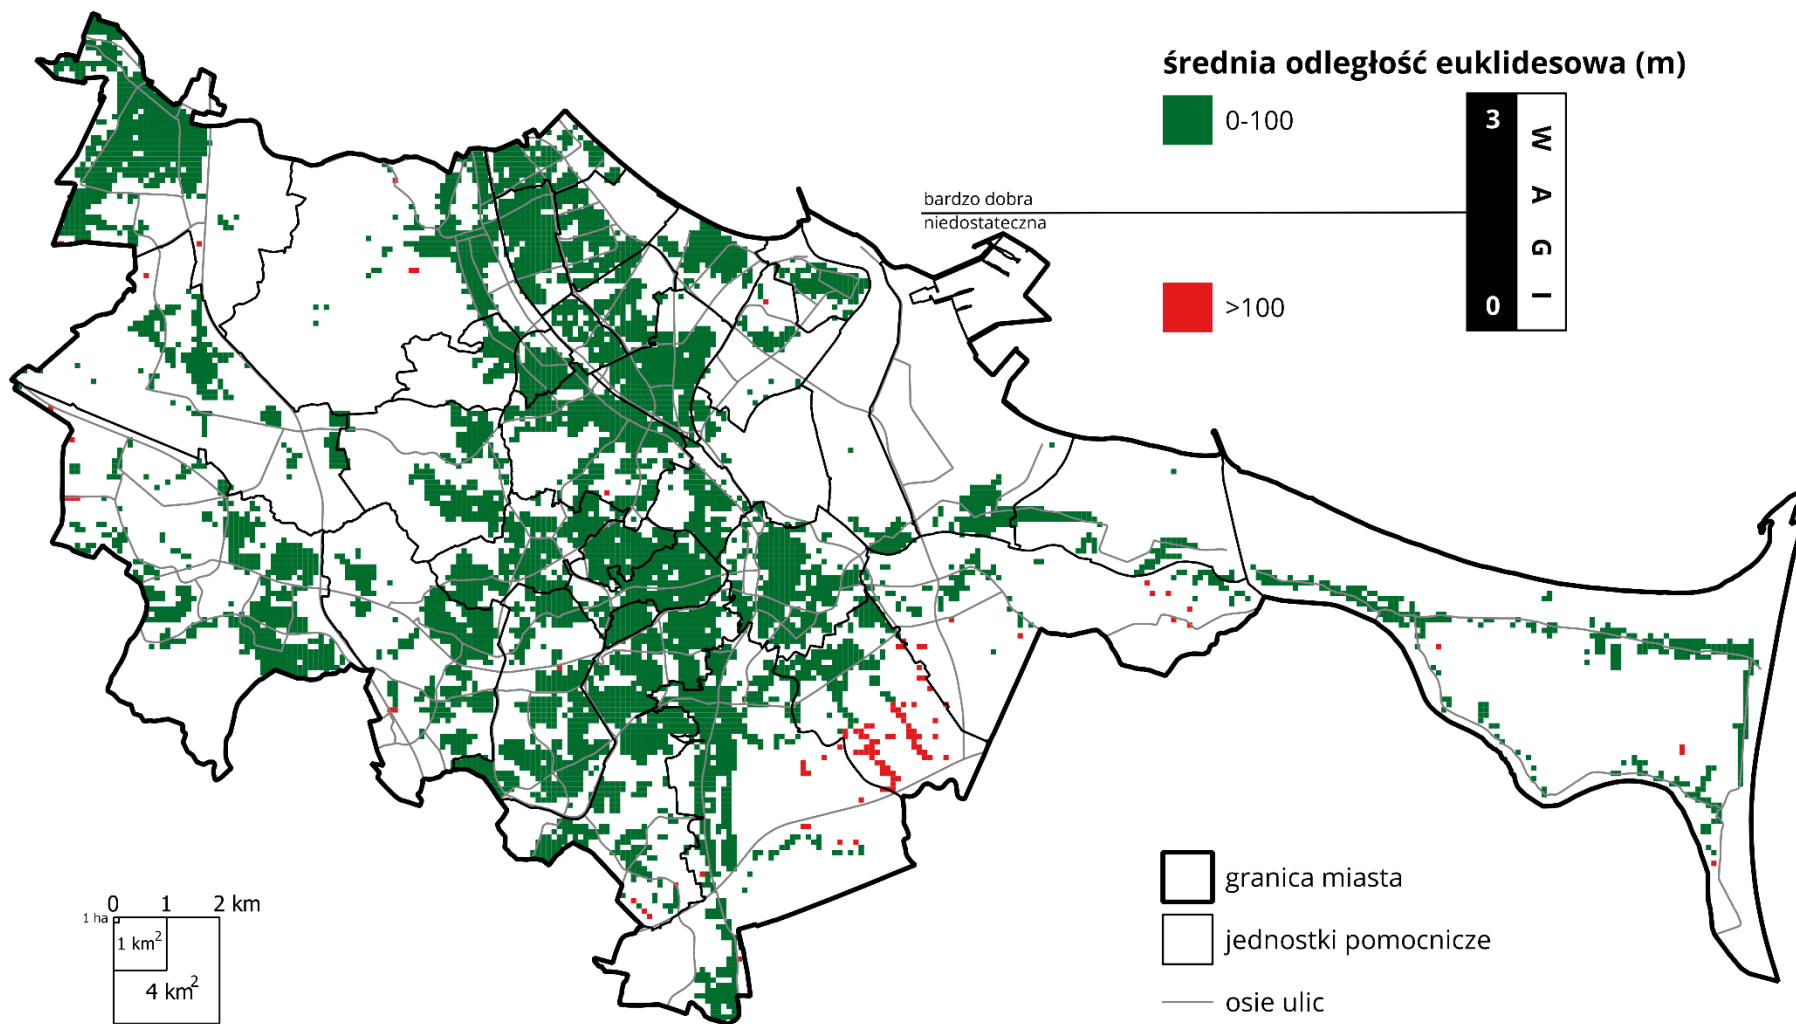 średnia odległość euklidesowa (m)
0-100
3
W A G I
bardzo dobra
niedostateczna
>100
0
0 1 2 km
1 ha
1 km²
4 km²
granica miasta
jednostki pomocnicze
osie ulic